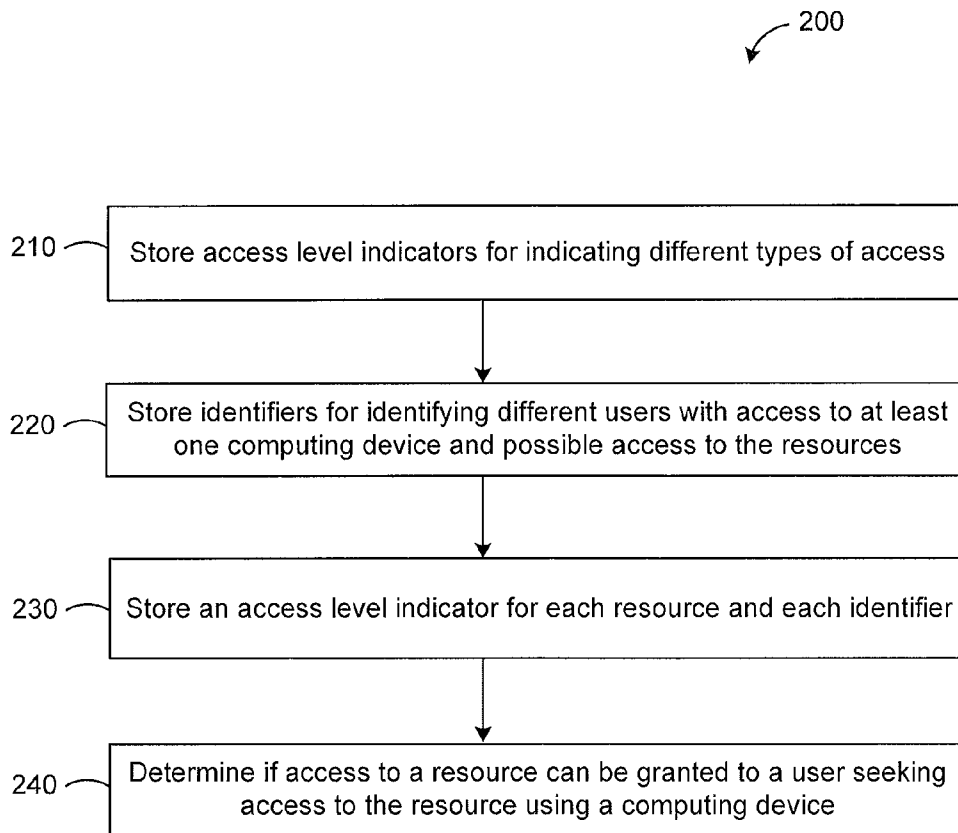 200
210
Store access level indicators for indicating different types of access
220
Store identifiers for identifying different users with access to at least
one computing device and possible access to the resources
230
Store an access level indicator for each resource and each identifier
240
Determine if access to a resource can be granted to a user seeking
access to the resource using a computing device